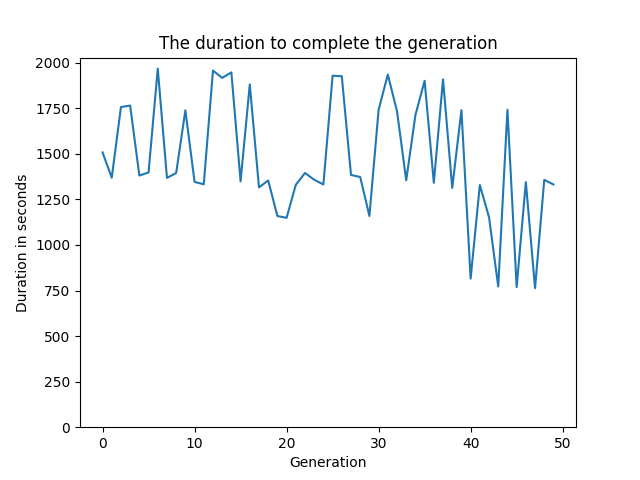 The duration to complete the generation
2000
1750
1500
1250
1000
750
500
250
0
Duration in seconds
0 10 20 30 40 50
Generation